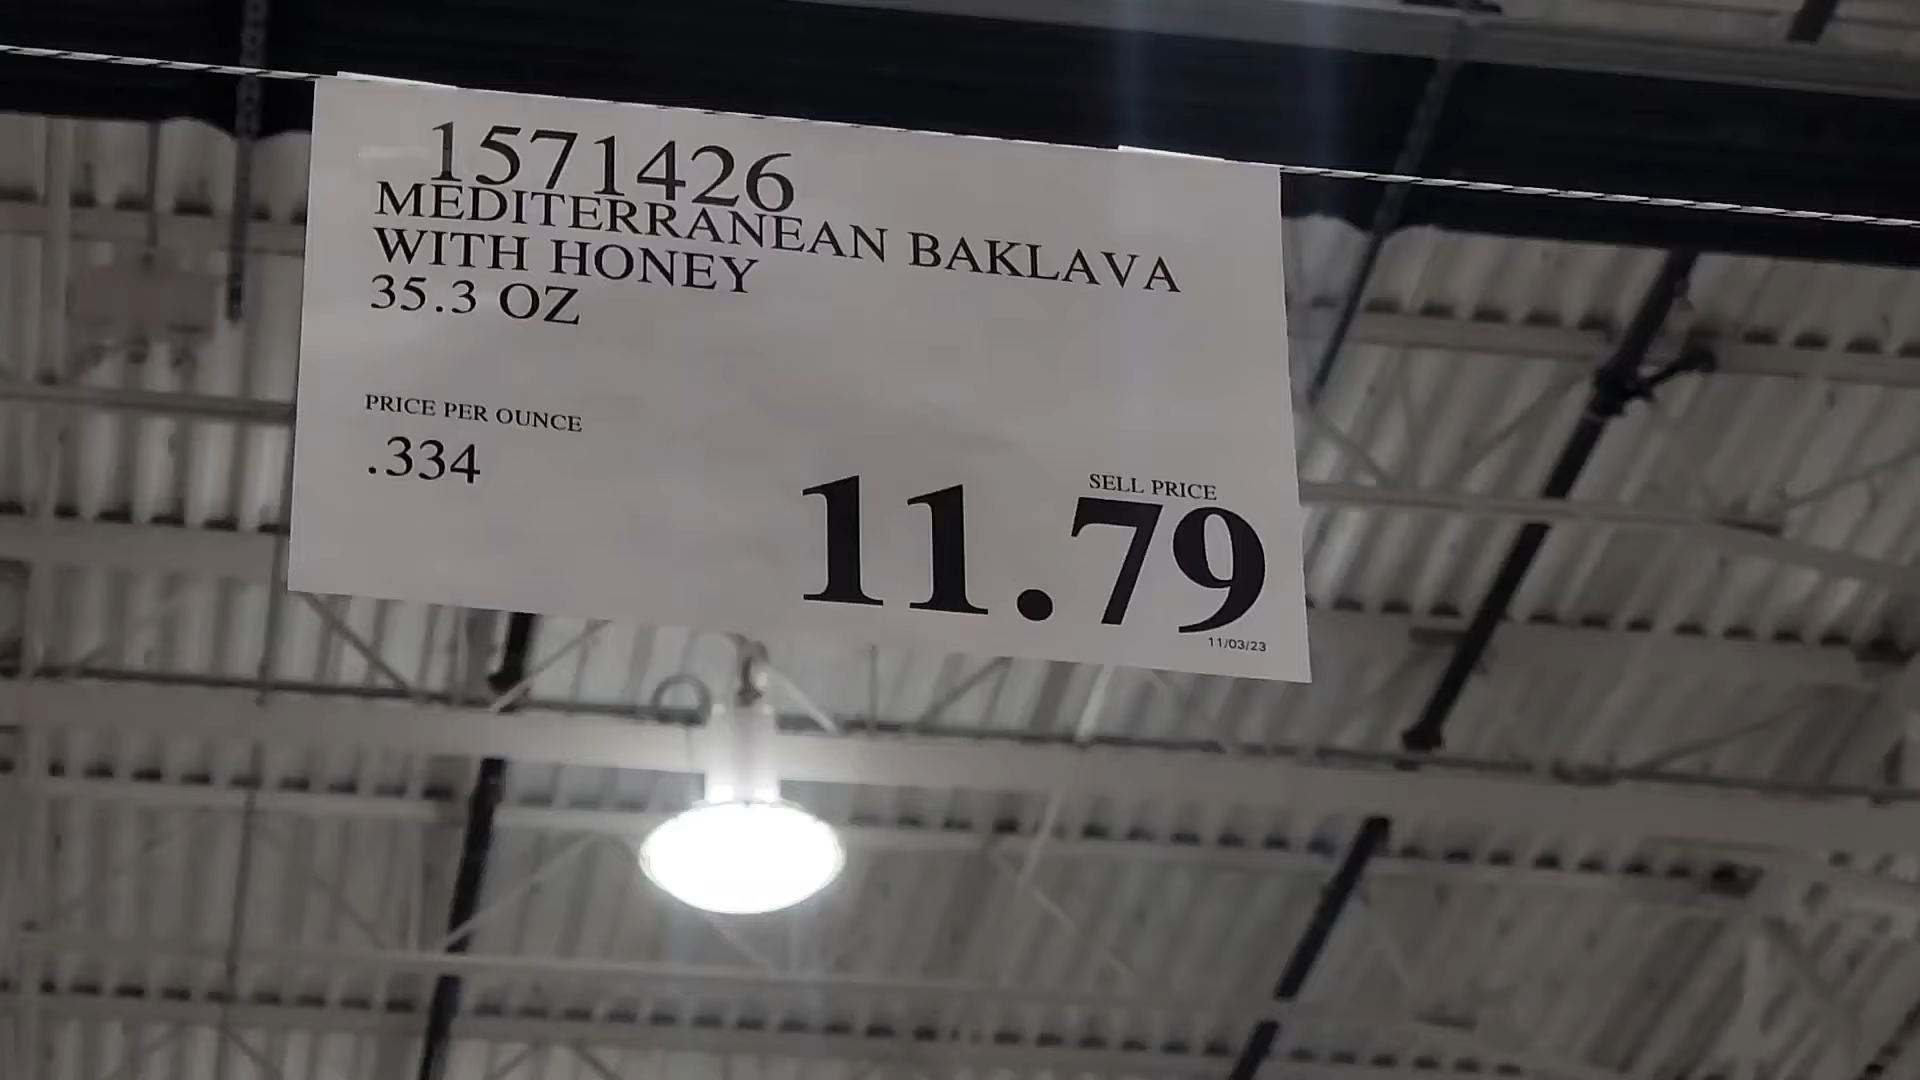 1571426
MEDITERRANEAN BAKLAVA
WITH HONEY
35.3 OZ
PRICE PER OUNCE
.334
SELL PRICE
11.79
11/03/23